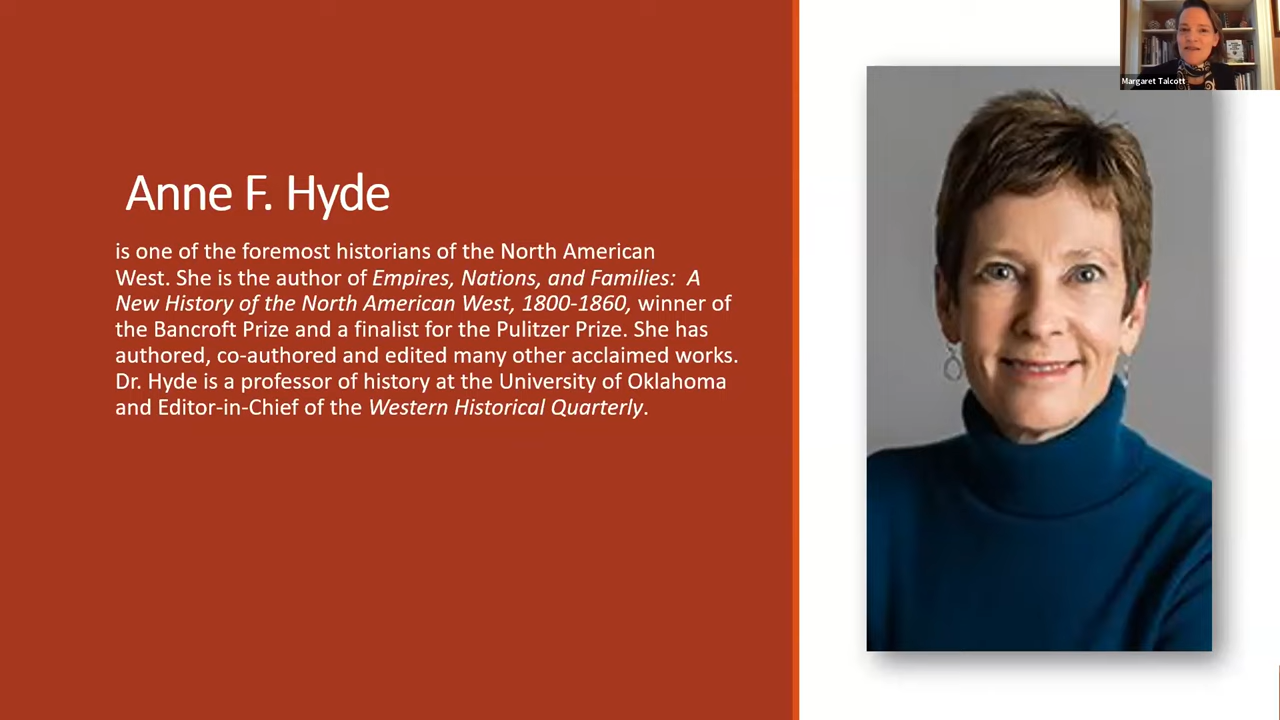 Margaret Talcott
Anne F. Hyde
is one of the foremost historians of the North American
West. She is the author of Empires, Nations, and Families:  A
New History of the North American West, 1800-1860, winner of
the Bancroft Prize and a finalist for the Pulitzer Prize. She has
authored, co-authored and edited many other acclaimed works.
Dr. Hyde is a professor of history at the University of Oklahoma
and Editor-in-Chief of the Western Historical Quarterly.